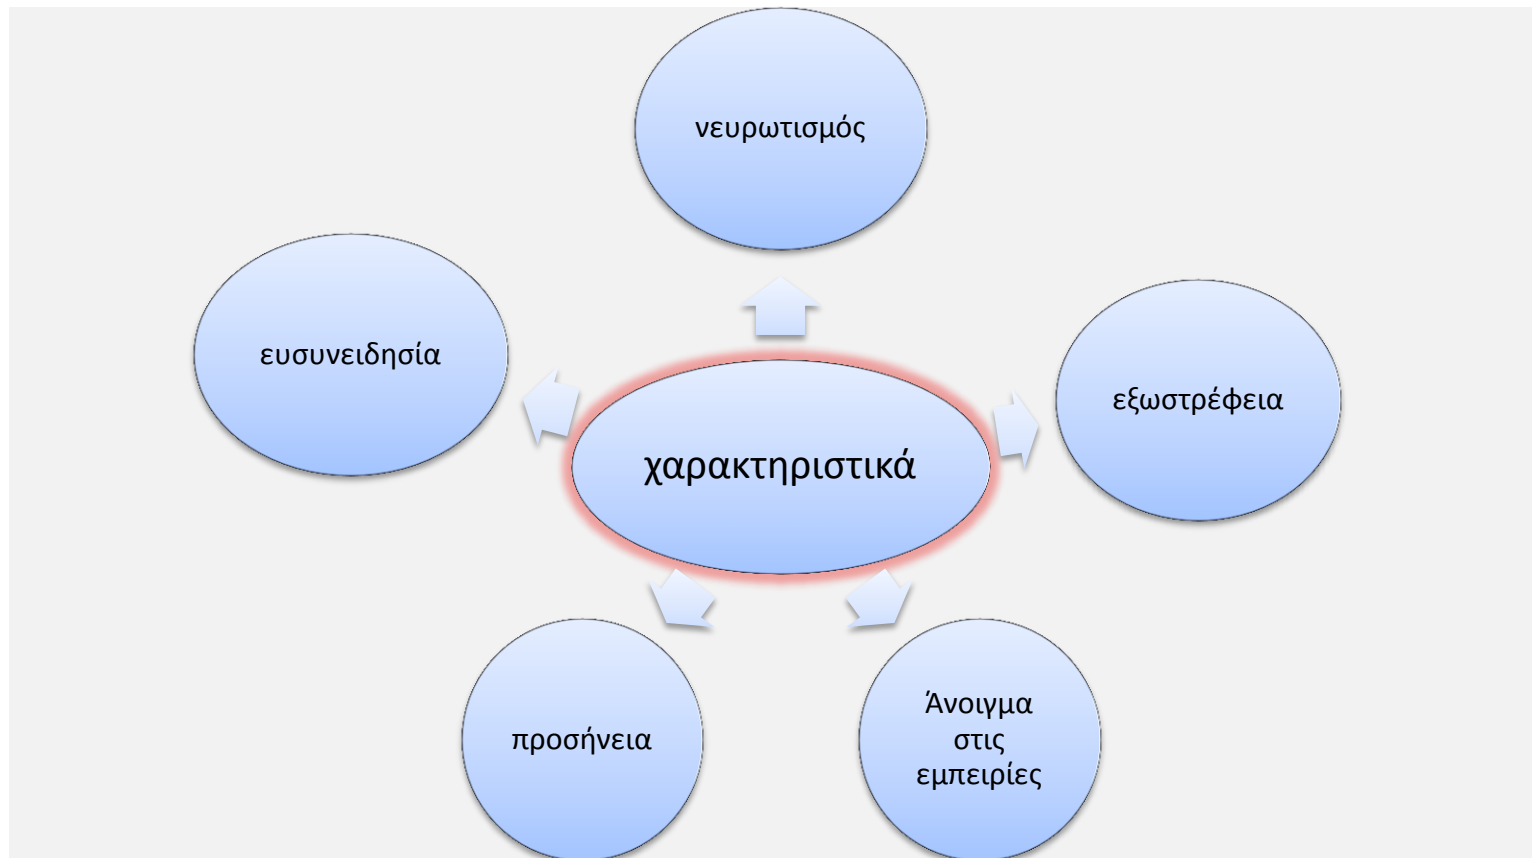 νευρωτισμός
ευσυνειδησία
εξωστρέφεια
χαρακτηριστικά
προσήνεια
Άνοιγμα
στις
εμπειρίες